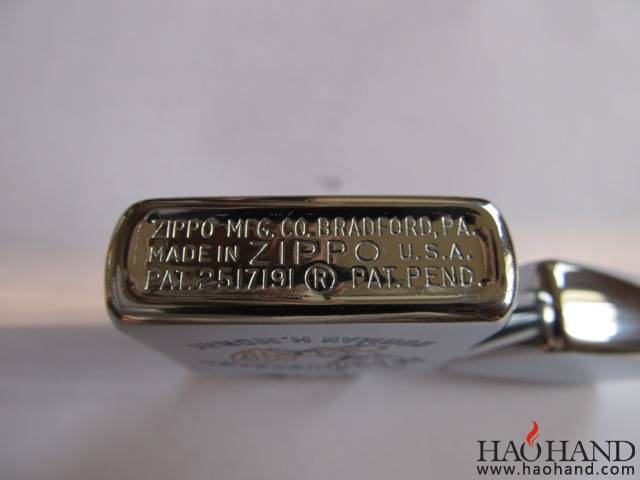 ZIPPO MFG. CO. BRADFORD, PA.
MADE IN ZIPPO U.S.A.
PAT. 2517191 ® PAT. PEND.
HAOHAND
www.haohand.com